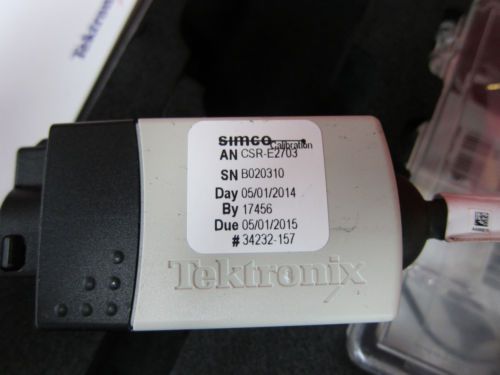 Tektronix
simco
Calibration
AN CSR-E2703
SN B020310
Day 05/01/2014
By 17456
Due 05/01/2015
# 34232-157
Tektronix